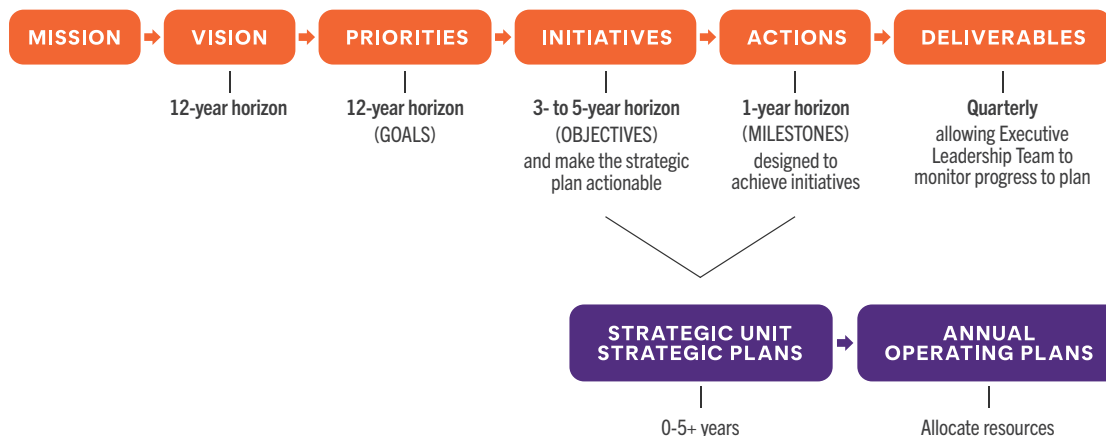 MISSION
VISION
PRIORITIES
INITIATIVES
ACTIONS
DELIVERABLES
12-year horizon
12-year horizon
(GOALS)
3- to 5-year horizon
(OBJECTIVES)
and make the strategic
plan actionable
1-year horizon
(MILESTONES)
designed to
achieve initiatives
Quarterly
allowing Executive
Leadership Team to
monitor progress to plan
STRATEGIC UNIT
STRATEGIC PLANS
ANNUAL
OPERATING PLANS
0-5+ years
Allocate resources